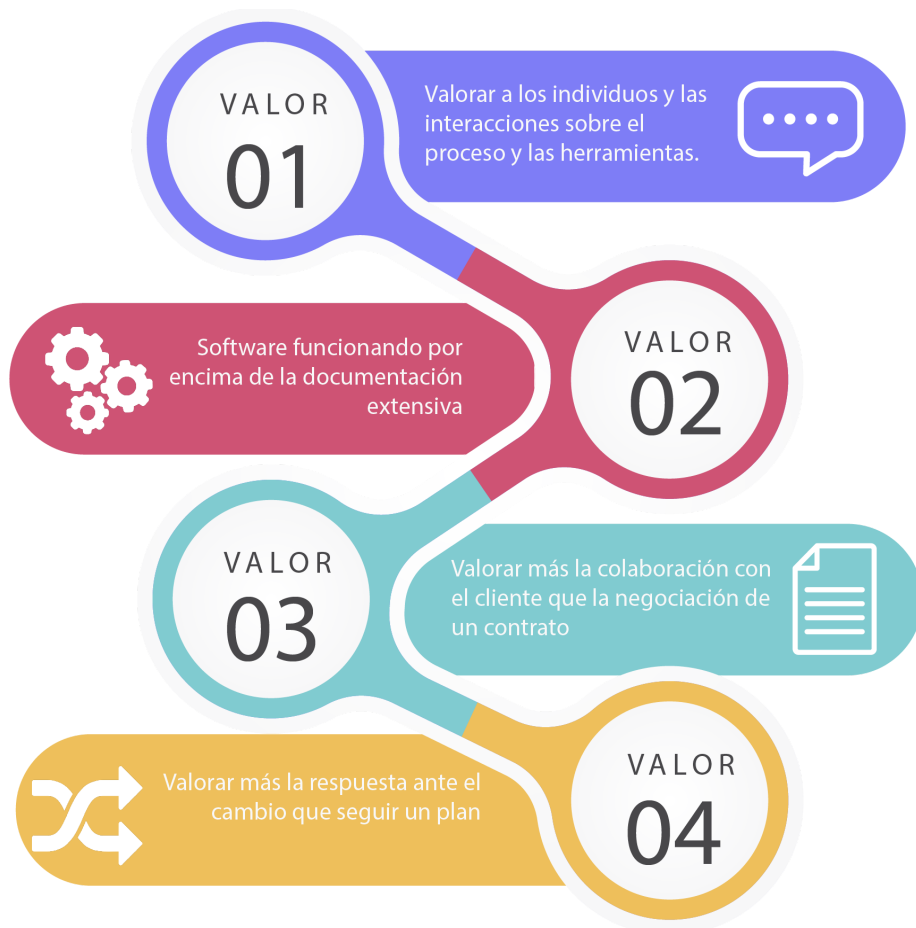 VALOR
01
Valorar a los individuos y las
interacciones sobre el
proceso y las herramientas.
Software funcionando por
encima de la documentación
extensiva
VALOR
02
VALOR
03
Valorar más la colaboración con
el cliente que la negociación de
un contrato
Valorar más la respuesta ante el
cambio que seguir un plan
VALOR
04